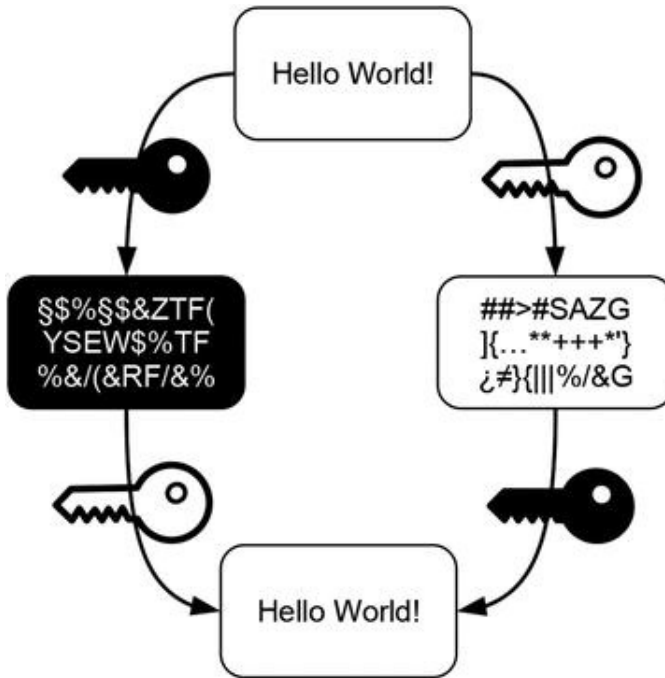 Hello World!
§$%§$&ZTF(
YSEW$%TF
%&/(&RF/&%
##>#SAZG
]{…**+++*'}
¿≠}{|||%/&G
Hello World!